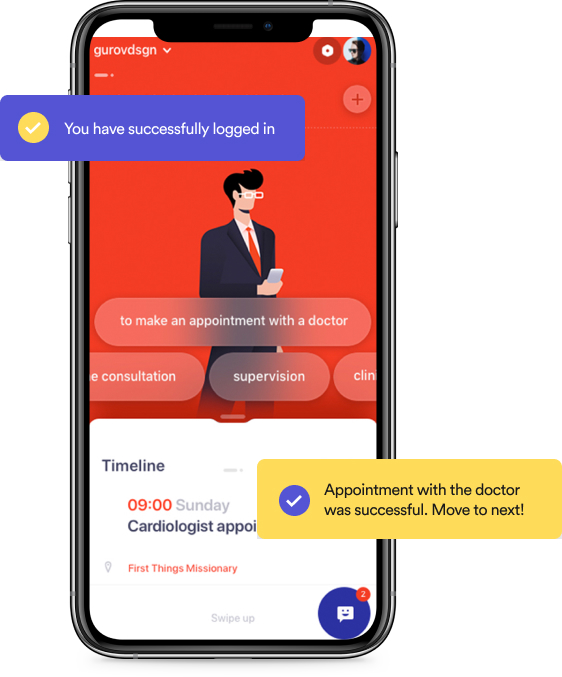 gurovdsgn
You have successfully logged in
to make an appointment with a doctor
e consultation
supervision
clin
Timeline
09:00 Sunday
Cardiologist appoi
Appointment with the doctor
was successful. Move to next!
First Things Missionary
2
Swipe up